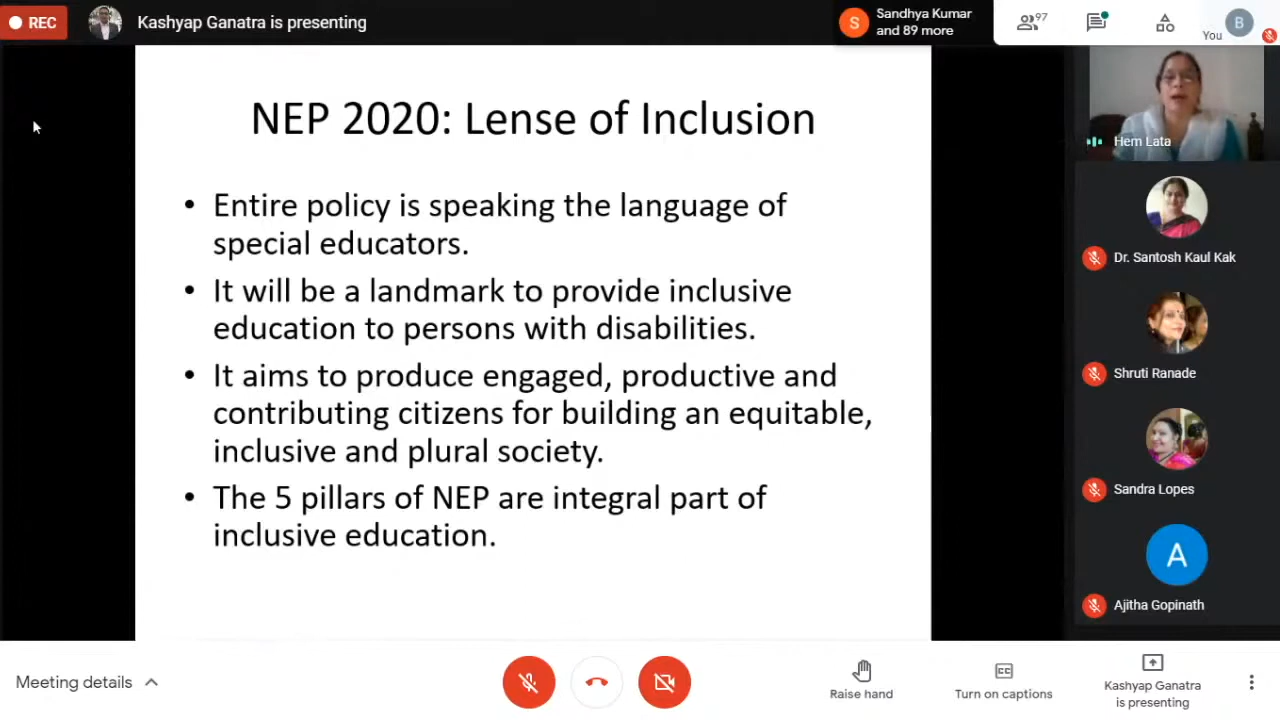 REC
Kashyap Ganatra is presenting
S
Sandhya Kumar
and 89 more
97
You
B
NEP 2020: Lense of Inclusion
• Entire policy is speaking the language of
special educators.
• It will be a landmark to provide inclusive
education to persons with disabilities.
• It aims to produce engaged, productive and
contributing citizens for building an equitable,
inclusive and plural society.
• The 5 pillars of NEP are integral part of
inclusive education.
Hem Lata
Dr. Santosh Kaul Kak
Shruti Ranade
Sandra Lopes
A
Ajitha Gopinath
Meeting details
Raise hand
CC
Turn on captions
Kashyap Ganatra
is presenting